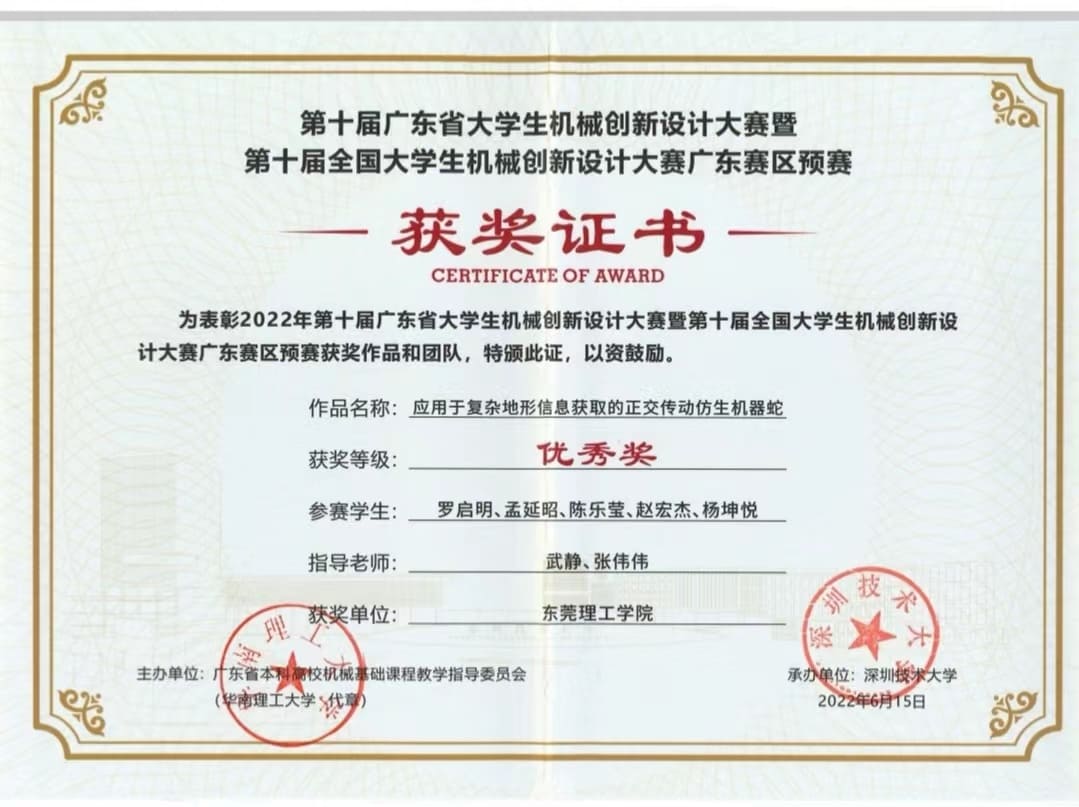 第十届广东省大学生机械创新设计大赛暨
第十届全国大学生机械创新设计大赛广东赛区预赛
获奖证书
CERTIFICATE OF AWARD
为表彰2022年第十届广东省大学生机械创新设计大赛暨第十届全国大学生机械创新设
计大赛广东赛区预赛获奖作品和团队，特颁此证，以资鼓励。
作品名称：应用于复杂地形信息获取的正交传动仿生机器蛇
获奖等级：优秀奖
参赛学生：罗启明、孟延昭、陈乐莹、赵宏杰、杨坤悦
指导老师：武静、张伟伟
获奖单位：东莞理工学院
主办单位：广东省本科高校机械基础课程教学指导委员会
（华南理工大学 代章）
承办单位：深圳技术大学
2022年6月15日
华南理工大学
深圳技术大学